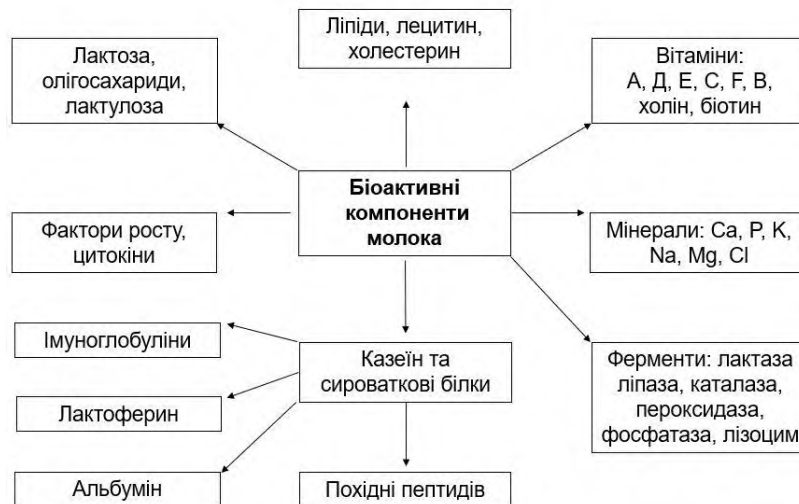 Ліпіди, лецитин,
холестерин
Лактоза,
олігосахариди,
лактулоза
Вітаміни:
А, Д, Е, С, F, В,
холін, біотин
Біоактивні
компоненти
молока
Фактори росту,
цитокіни
Мінерали: Ca, P, K,
Na, Mg, Cl
Імуноглобуліни
Казеїн та
сироваткові білки
Ферменти: лактаза
ліпаза, каталаза,
пероксидаза,
фосфатаза, лізоцим
Лактоферин
Альбумін
Похідні пептидів